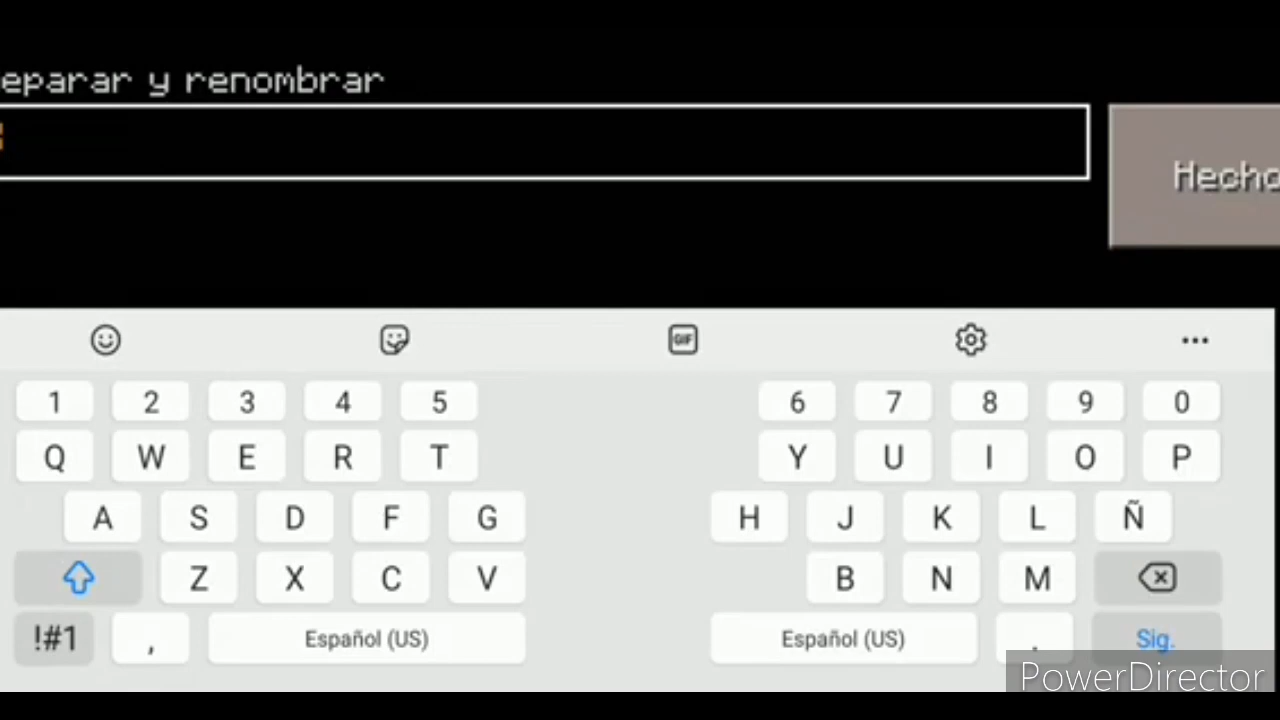 eparar y renombrar
Hecho
GIF
1 2 3 4 5 6 7 8 9 0
Q W E R T Y U I O P
A S D F G H J K L Ñ
Z X C V B N M
!#1 , Español (US) Español (US) . Sig.
PowerDirector